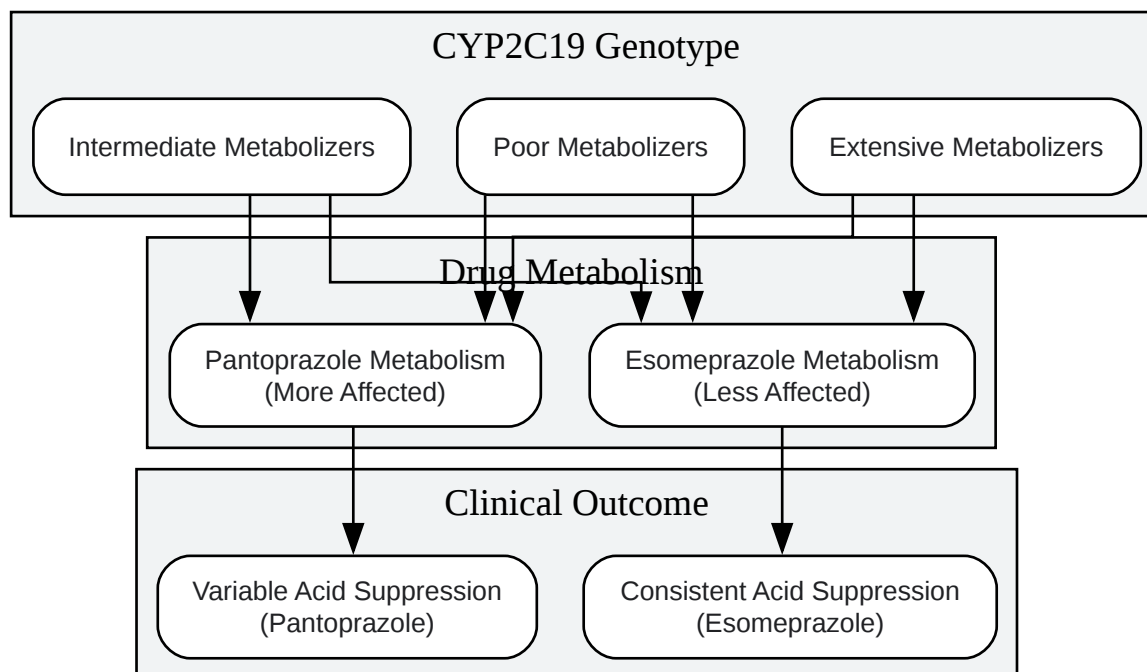 CYP2C19 Genotype
Intermediate Metabolizers
Poor Metabolizers
Extensive Metabolizers
Drug Metabolism
Pantoprazole Metabolism
(More Affected)
Esomeprazole Metabolism
(Less Affected)
Clinical Outcome
Variable Acid Suppression
(Pantoprazole)
Consistent Acid Suppression
(Esomeprazole)